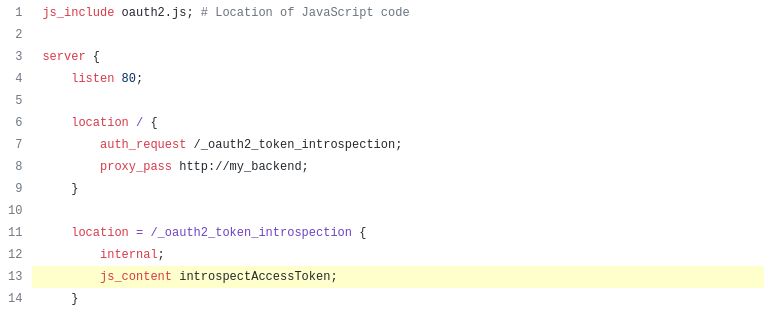 1 js_include oauth2.js; # Location of JavaScript code
2
3 server {
4     listen 80;
5
6     location / {
7         auth_request /_oauth2_token_introspection;
8         proxy_pass http://my_backend;
9     }
10
11     location = /_oauth2_token_introspection {
12         internal;
13         js_content introspectAccessToken;
14     }